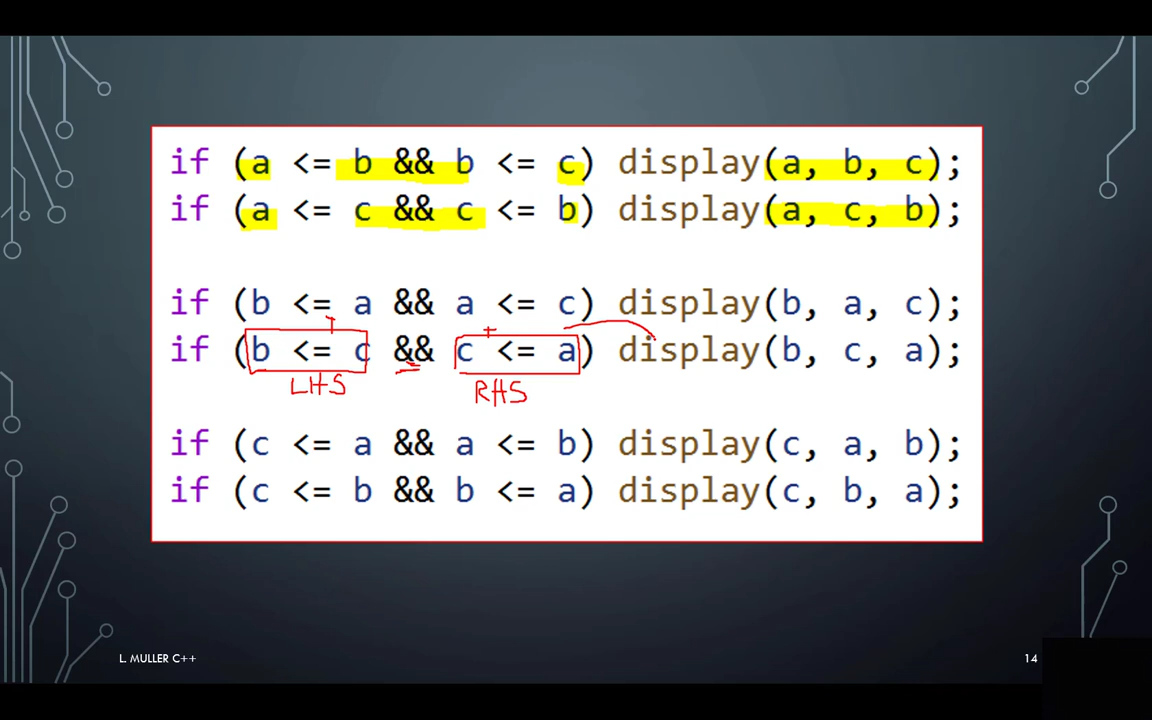 if (a <= b && b <= c) display(a, b, c);
if (a <= c && c <= b) display(a, c, b);
if (b <= a && a <= c) display(b, a, c);
T +
if (b <= c && c <= a) display(b, c, a);
LHS RHS
if (c <= a && a <= b) display(c, a, b);
if (c <= b && b <= a) display(c, b, a);
L. MULLER C++ 14